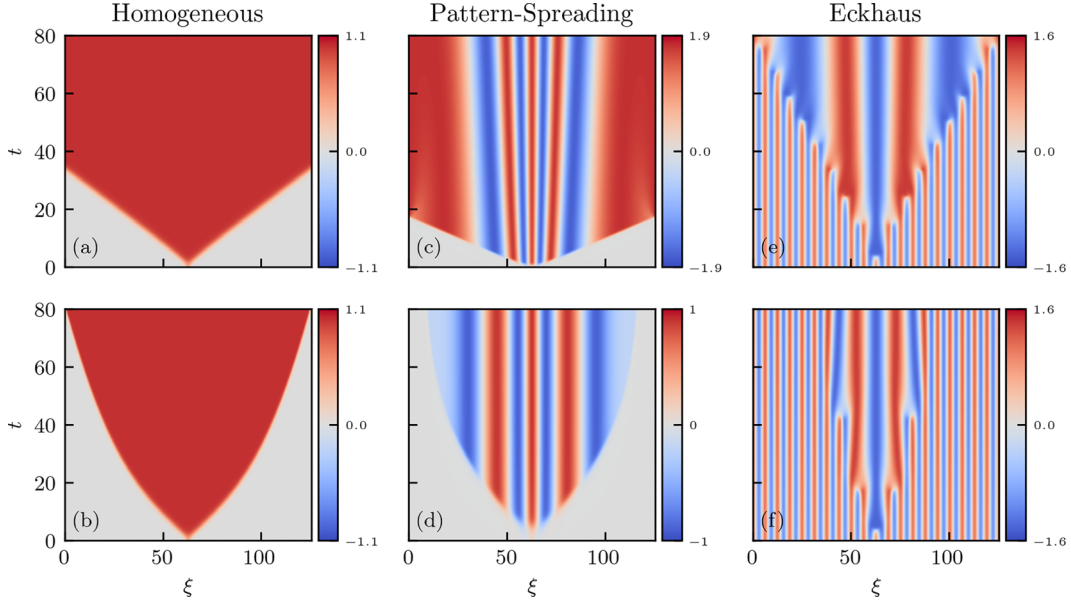 Homogeneous
Pattern-Spreading
Eckhaus
t
80
60
40
20
0
(a)
1.1
0.0
−1.1
(c)
1.9
0.0
−1.9
(e)
1.6
0.0
−1.6
t
80
60
40
20
0
(b)
0 50 100
ξ
1.1
0.0
−1.1
(d)
0 50 100
ξ
1
0
−1
(f)
0 50 100
ξ
1.6
0.0
−1.6